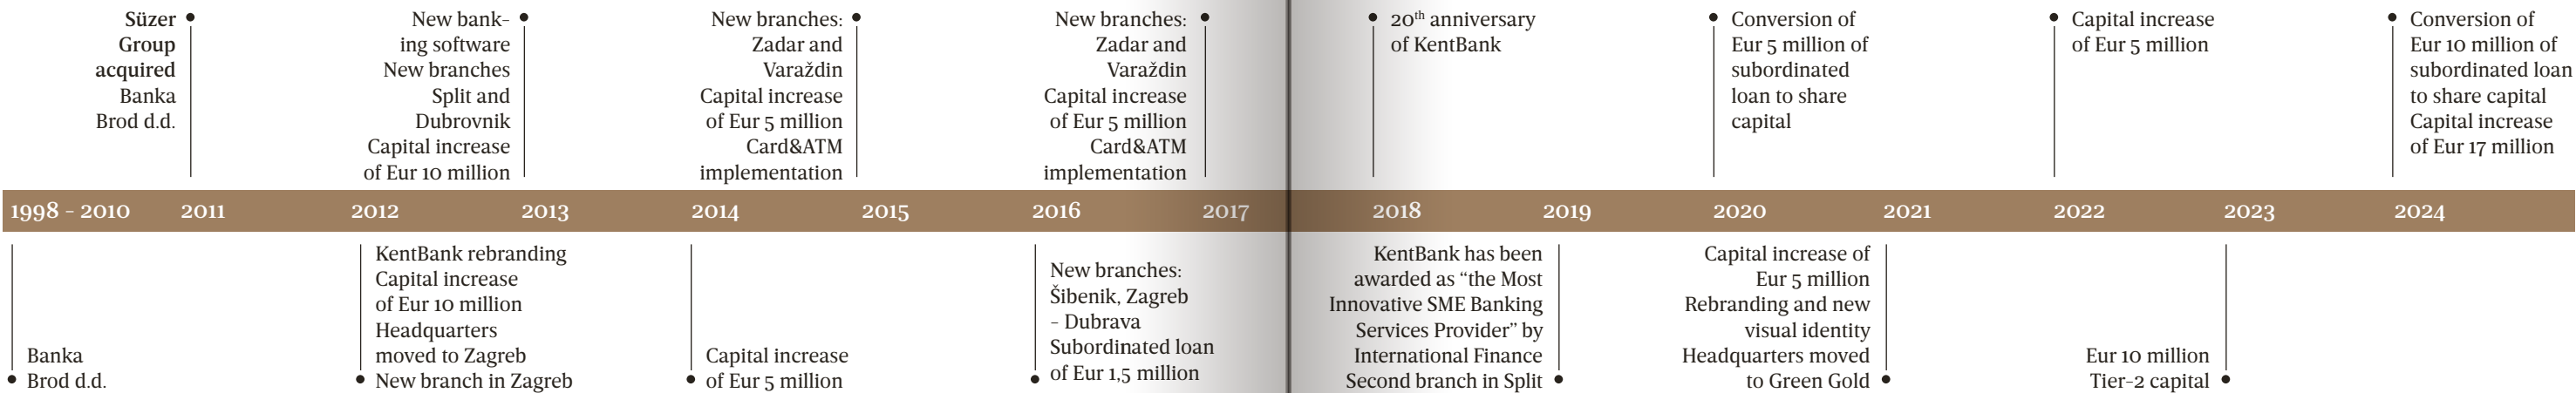 Süzer
Group
acquired
Banka
Brod d.d.
New bank-
ing software
New branches
Split and
Dubrovnik
Capital increase
of Eur 10 million
New branches:
Zadar and
Varaždin
Capital increase
of Eur 5 million
Card&ATM
implementation
New branches:
Zadar and
Varaždin
Capital increase
of Eur 5 million
Card&ATM
implementation
20th anniversary
of KentBank
Conversion of
Eur 5 million of
subordinated
loan to share
capital
Capital increase
of Eur 5 million
Conversion of
Eur 10 million of
subordinated loan
to share capital
Capital increase
of Eur 17 million
1998 - 2010 2011 2012 2013 2014 2015 2016 2017 2018 2019 2020 2021 2022 2023 2024
Banka
Brod d.d.
KentBank rebranding
Capital increase
of Eur 10 million
Headquarters
moved to Zagreb
New branch in Zagreb
Capital increase
of Eur 5 million
New branches:
Šibenik, Zagreb
- Dubrava
Subordinated loan
of Eur 1,5 million
KentBank has been
awarded as “the Most
Innovative SME Banking
Services Provider” by
International Finance
Second branch in Split
Capital increase of
Eur 5 million
Rebranding and new
visual identity
Headquarters moved
to Green Gold
Eur 10 million
Tier-2 capital